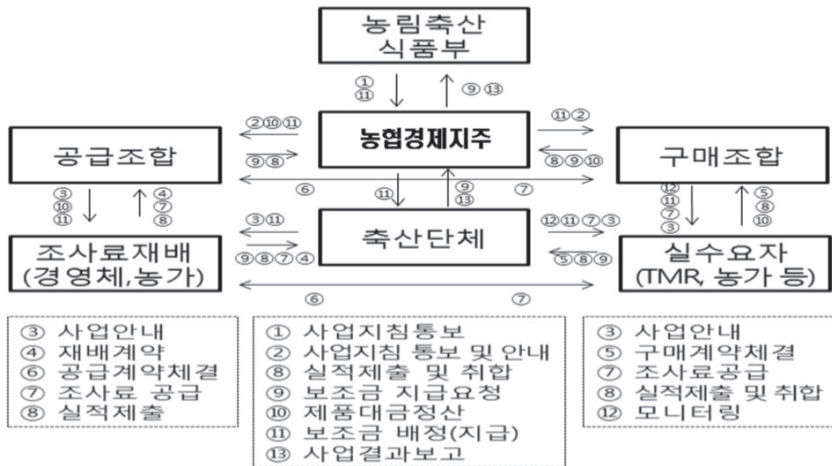 농림축산
식품부
① ⑪
⑨ ⑬
②⑩⑪
⑨⑧
공급조합
농협경제지주
⑪②
⑧⑨⑩
구매조합
⑥
⑦
③ ⑩ ⑪
④ ⑦ ⑧
⑪
⑨ ⑬
⑫ ⑪ ⑦ ③
⑤ ⑧ ⑩
조사료재배
(경영체,농가)
③⑪
⑨⑧⑦④
축산단체
⑫⑪⑦③
⑤⑧⑨
실수요자
(TMR, 농가 등)
⑥
⑦
③ 사업안내
④ 재배계약
⑥ 공급계약체결
⑦ 조사료 공급
⑧ 실적제출
① 사업지침통보
② 사업지침 통보 및 안내
⑧ 실적제출 및 취합
⑨ 보조금 지급요청
⑩ 제품대금정산
⑪ 보조금 배정(지급)
⑬ 사업결과보고
③ 사업안내
⑤ 구매계약체결
⑦ 조사료공급
⑧ 실적제출 및 취합
⑫ 모니터링